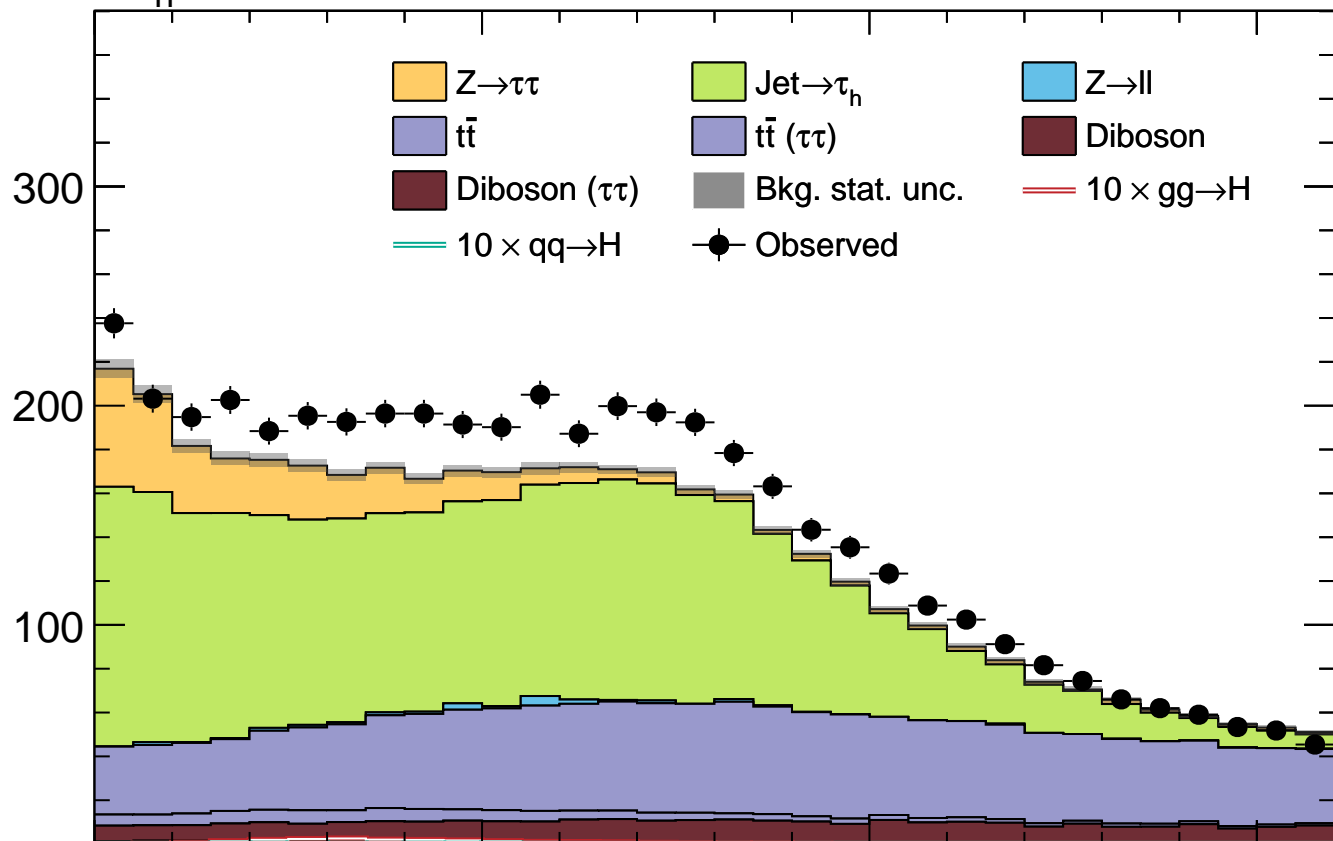 Z→ττ Jet→τₕ Z→ll
tt̄ tt̄ (ττ) Diboson
Diboson (ττ) Bkg. stat. unc. 10 × gg→H
10 × qq→H Observed
300
200
100